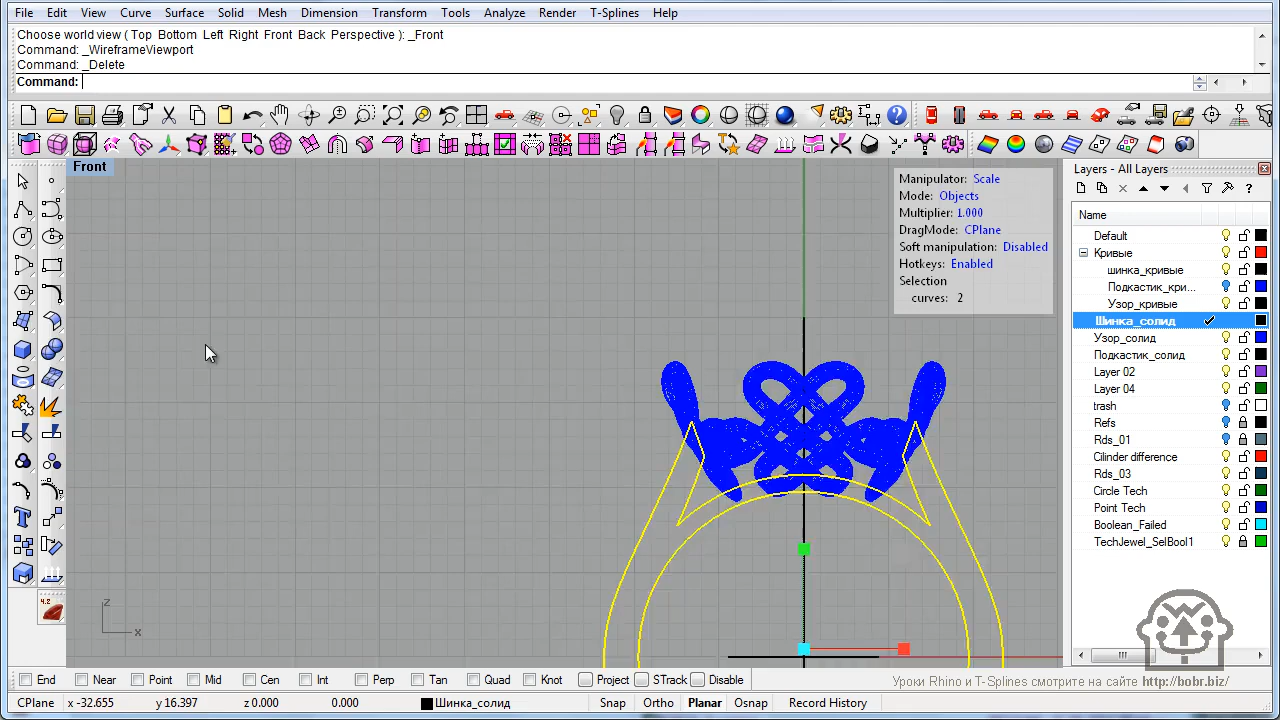 File Edit View Curve Surface Solid Mesh Dimension Transform Tools Analyze Render T-Splines Help
Choose world view ( Top Bottom Left Right Front Back Perspective ): _Front
Command: _WireframeViewport
Command: _Delete
Command:
Front
Manipulator: Scale
Mode: Objects
Multiplier: 1.000
DragMode: CPlane
Soft manipulation: Disabled
Hotkeys: Enabled
Selection
curves: 2
z
x
Layers - All Layers
Name
Default
Кривые
шинка_кривые
Подкастик_кри...
Узор_кривые
Шинка_солид
Узор_солид
Подкастик_солид
Layer 02
Layer 04
trash
Refs
Rds_01
Cilinder difference
Rds_03
Circle Tech
Point Tech
Boolean_Failed
TechJewel_SelBool1
4.2
End Near Point Mid Cen Int Perp Tan Quad Knot Project STrack Disable
Уроки Rhino и T-Splines смотрите на сайте http://bobr.biz/
CPlane x -32.655 y 16.397 z 0.000 0.000 Шинка_солид Snap Ortho Planar Osnap Record History